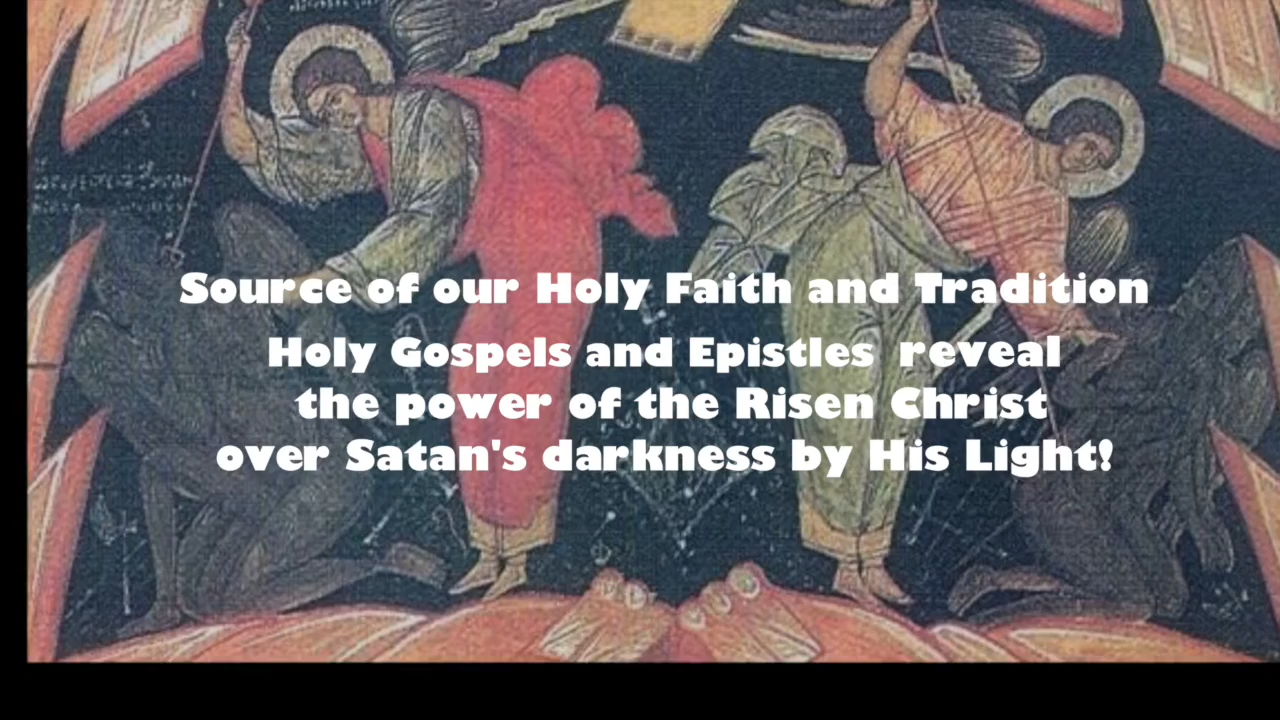 Source of our Holy Faith and Tradition
Holy Gospels and Epistles reveal
the power of the Risen Christ
over Satan's darkness by His Light!